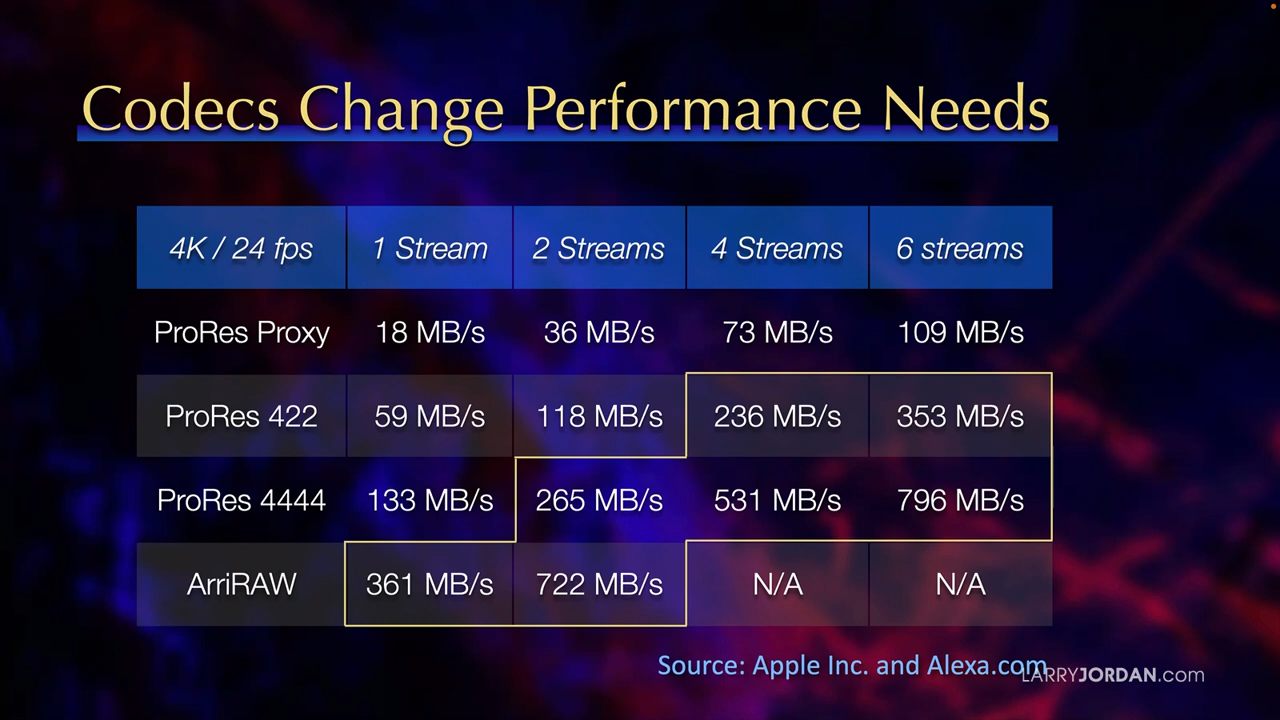 Codecs Change Performance Needs
4K / 24 fps 1 Stream 2 Streams 4 Streams 6 streams
ProRes Proxy 18 MB/s 36 MB/s 73 MB/s 109 MB/s
ProRes 422 59 MB/s 118 MB/s 236 MB/s 353 MB/s
ProRes 4444 133 MB/s 265 MB/s 531 MB/s 796 MB/s
ArriRAW 361 MB/s 722 MB/s N/A N/A
Source: Apple Inc. and Alexa.com
LARRYJORDAN.com